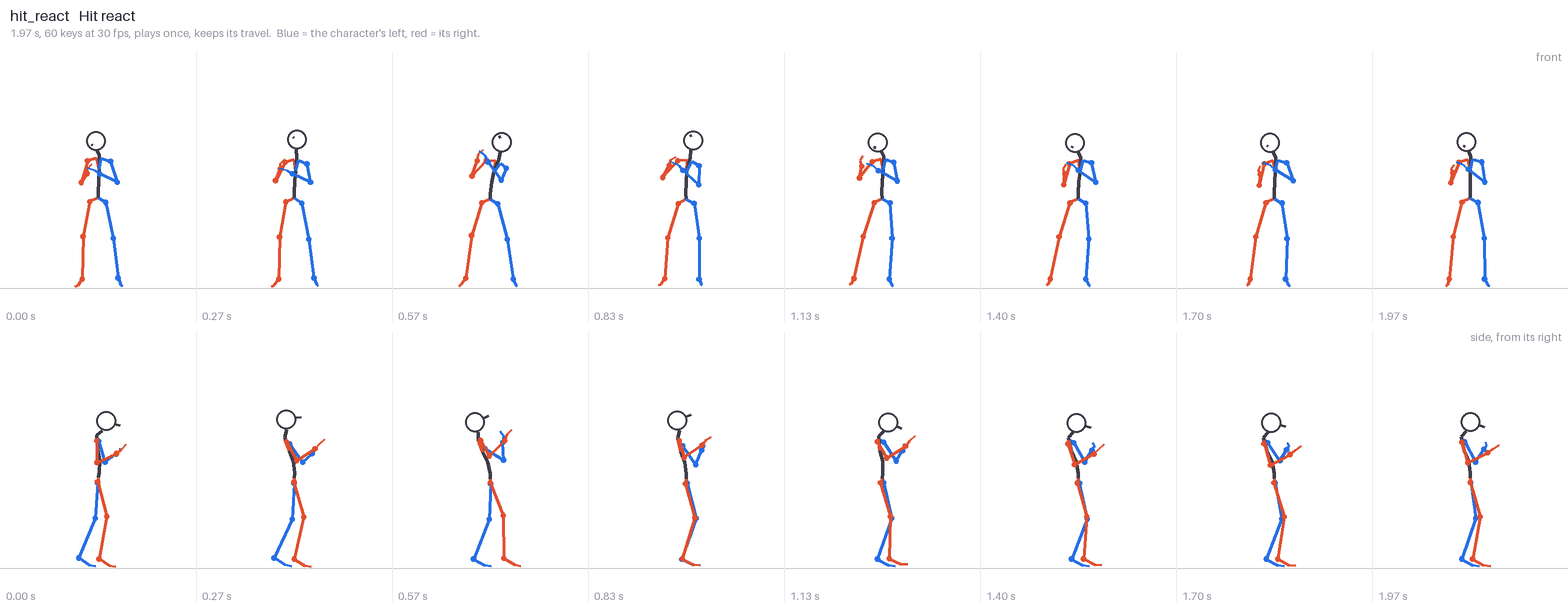 hit_react Hit react
1.97 s, 60 keys at 30 fps, plays once, keeps its travel. Blue = the character's left, red = its right.
front
0.00 s 0.27 s 0.57 s 0.83 s 1.13 s 1.40 s 1.70 s 1.97 s
side, from its right
0.00 s 0.27 s 0.57 s 0.83 s 1.13 s 1.40 s 1.70 s 1.97 s